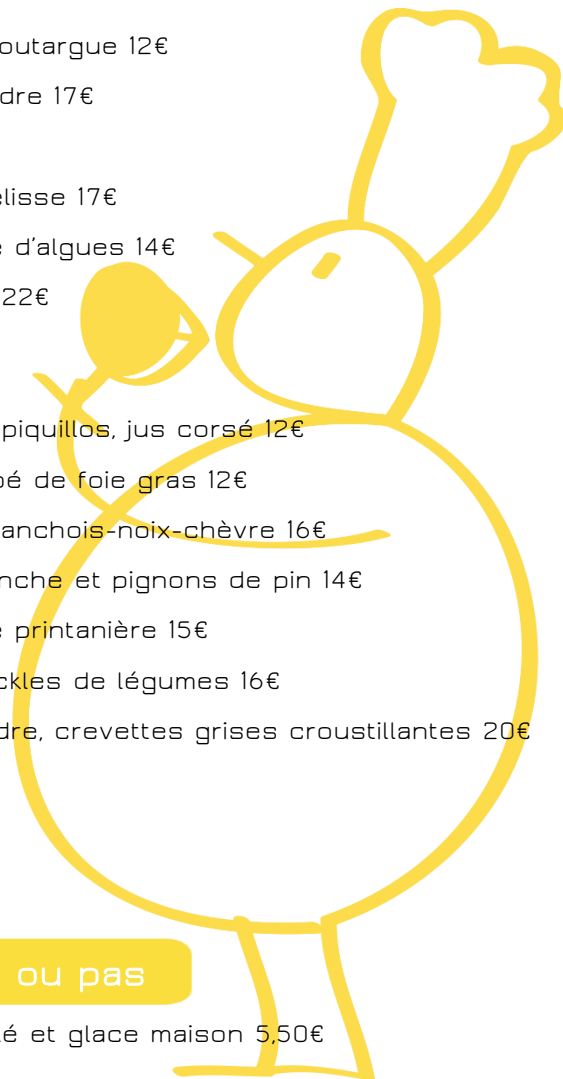 outargue 12€
dre 17€
élisse 17€
e d'algues 14€
22€
piquillos, jus corsé 12€
pé de foie gras 12€
anchois-noix-chèvre 16€
nche et pignons de pin 14€
e printanière 15€
ckles de légumes 16€
dre, crevettes grises croustillantes 20€
ou pas
lé et glace maison 5,50€